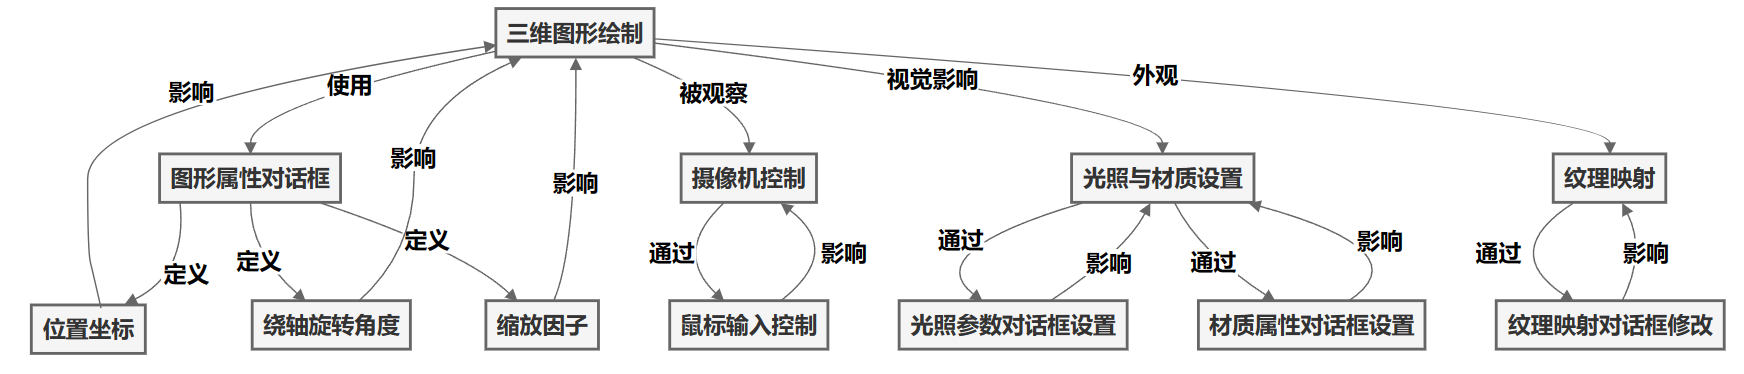 三维图形绘制
影响
使用
被观察
视觉影响
外观
影响
影响
图形属性对话框
摄像机控制
光照与材质设置
纹理映射
定义
定义
定义
通过
影响
通过
影响
通过
影响
通过
影响
位置坐标
绕轴旋转角度
缩放因子
鼠标输入控制
光照参数对话框设置
材质属性对话框设置
纹理映射对话框修改